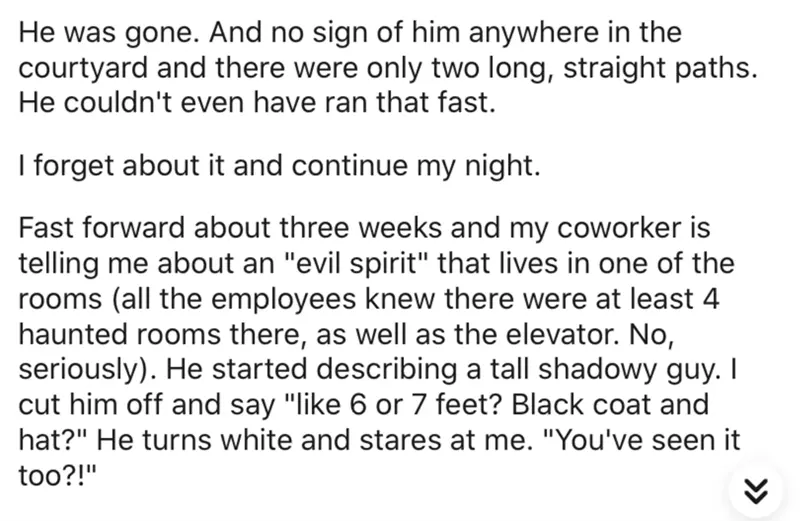 He was gone. And no sign of him anywhere in the
courtyard and there were only two long, straight paths.
He couldn't even have ran that fast.
I forget about it and continue my night.
Fast forward about three weeks and my coworker is
telling me about an "evil spirit" that lives in one of the
rooms (all the employees knew there were at least 4
haunted rooms there, as well as the elevator. No,
seriously). He started describing a tall shadowy guy. I
cut him off and say "like 6 or 7 feet? Black coat and
hat?" He turns white and stares at me. "You've seen it
too?!"